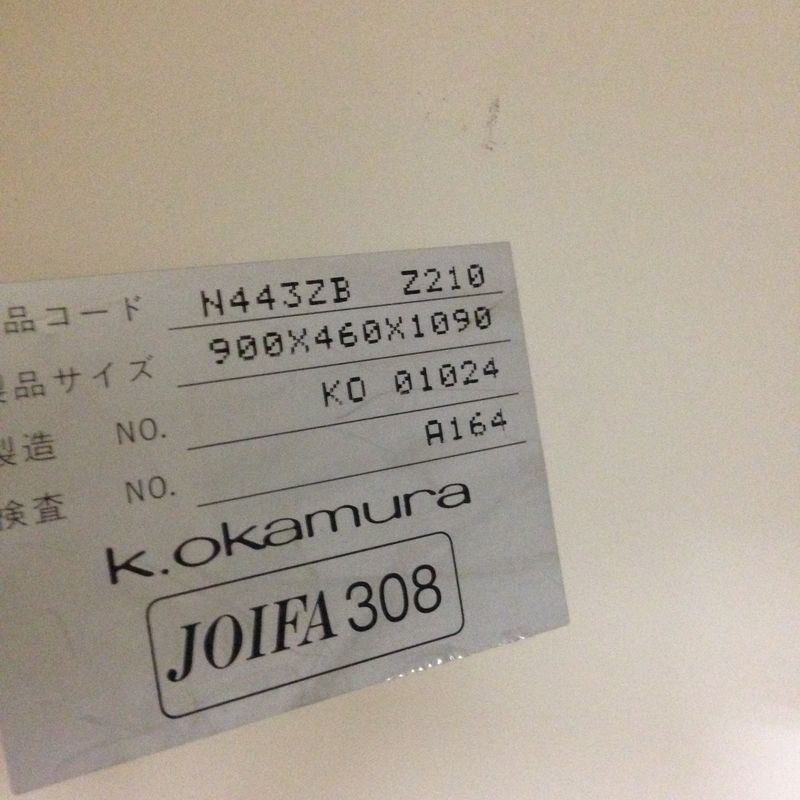 品コード N443ZB Z210
製品サイズ 900X460X1090
製造 NO. KO 01024
検査 NO. A164
K.okamura
JOIFA 308